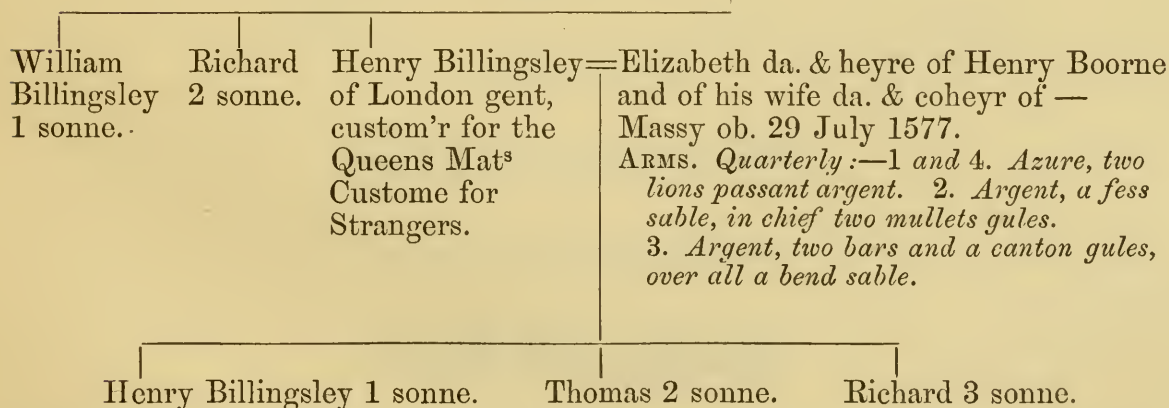 William
Billingsley
1 sonne.
Richard
2 sonne.
Henry Billingsley=Elizabeth da. & heyre of Henry Boorne
of London gent,
custom'r for the
Queens Matˢ
Custome for
Strangers.
and of his wife da. & coheyr of —
Massy ob. 29 July 1577.
ARMS. Quarterly:—1 and 4. Azure, two
lions passant argent. 2. Argent, a fess
sable, in chief two mullets gules.
3. Argent, two bars and a canton gules,
over all a bend sable.
Henry Billingsley 1 sonne.
Thomas 2 sonne.
Richard 3 sonne.